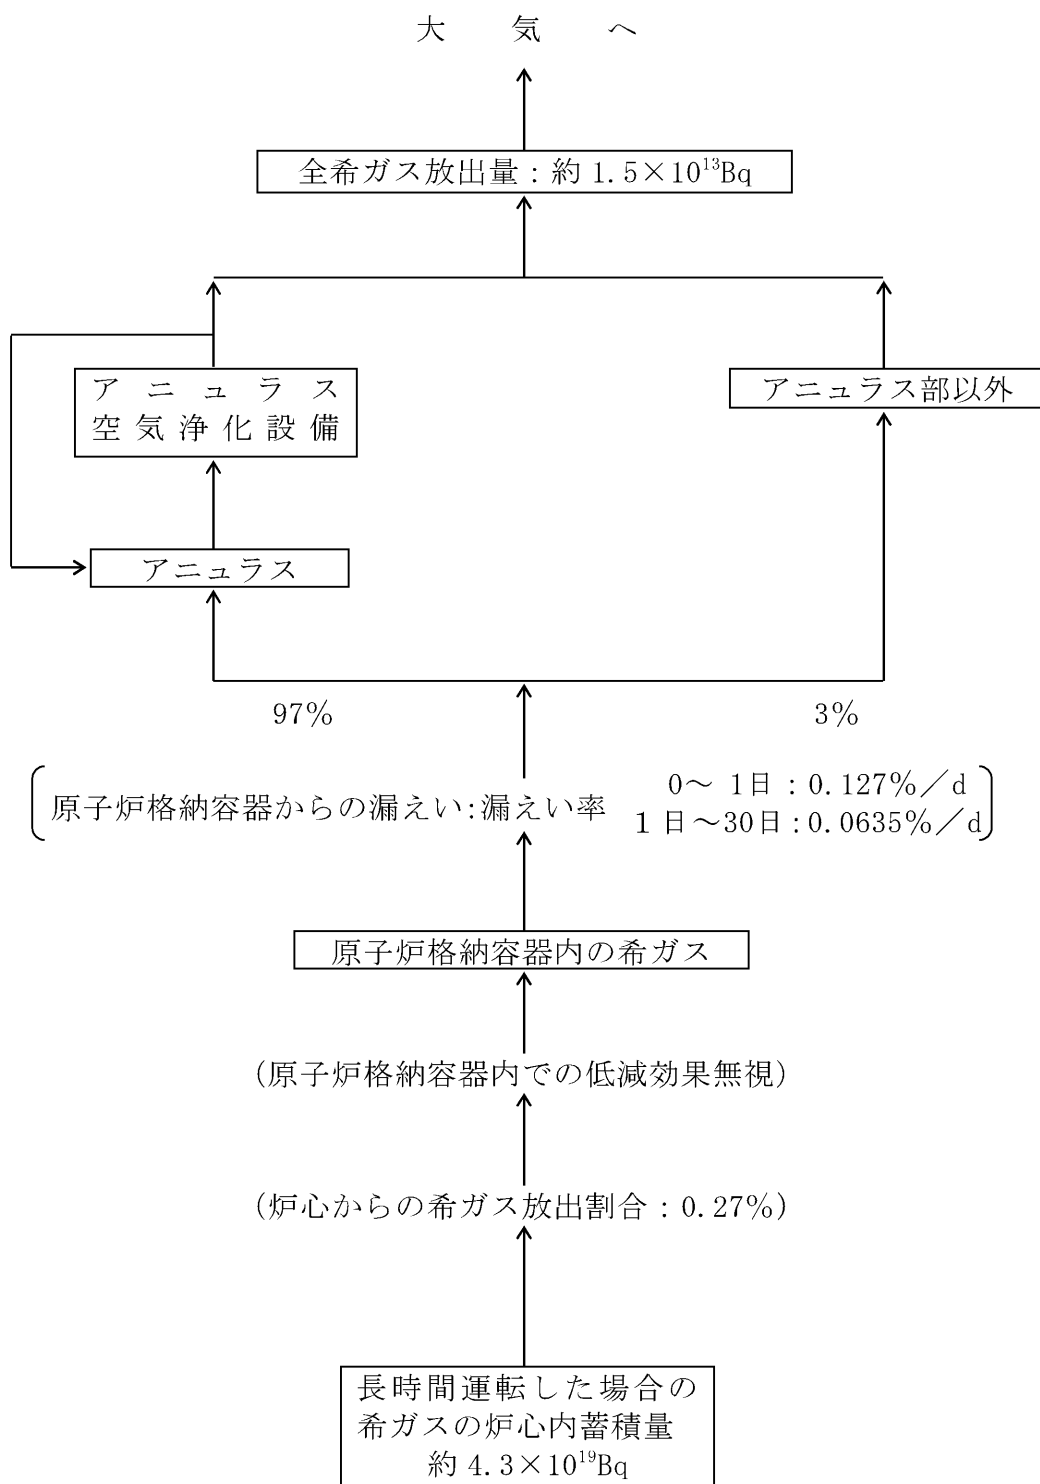 大　気　へ
全希ガス放出量：約 1.5×10¹³Bq
アニュラス
空気浄化設備
アニュラス部以外
アニュラス
97%
3%
原子炉格納容器からの漏えい：漏えい率
0～ 1日：0.127%／d
1日～30日：0.0635%／d
原子炉格納容器内の希ガス
(原子炉格納容器内での低減効果無視)
(炉心からの希ガス放出割合：0.27%)
長時間運転した場合の
希ガスの炉心内蓄積量
約 4.3×10¹⁹Bq